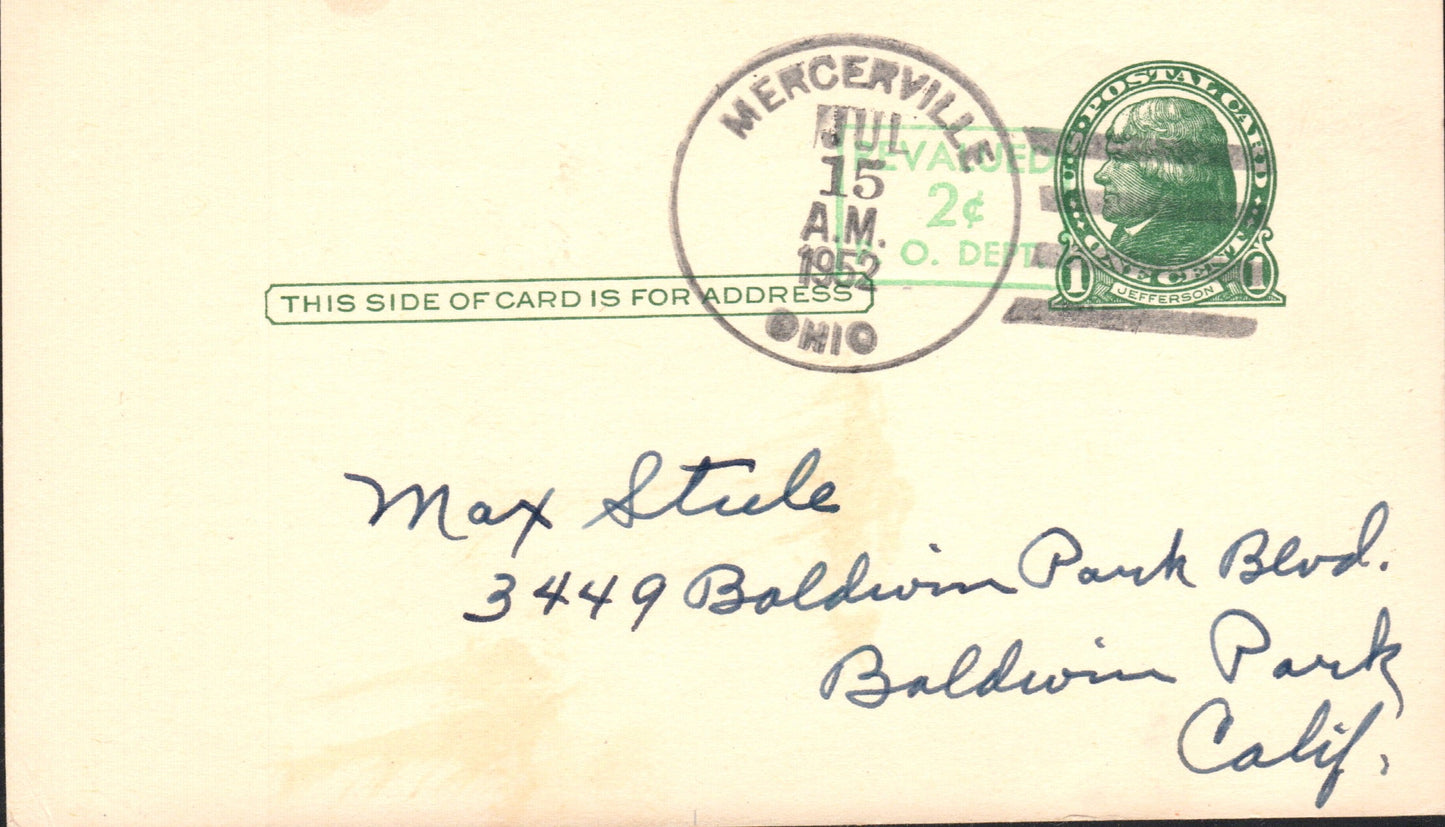 MERCERVILLE
JUL
15
A.M.
1952
OHIO
REVALUED
2¢
P. O. DEPT.
U·S·POSTAL CARD
ONE CENT
1 JEFFERSON 1
THIS SIDE OF CARD IS FOR ADDRESS
Max Steele
3449 Baldwin Park Blvd.
Baldwin Park
Calif.